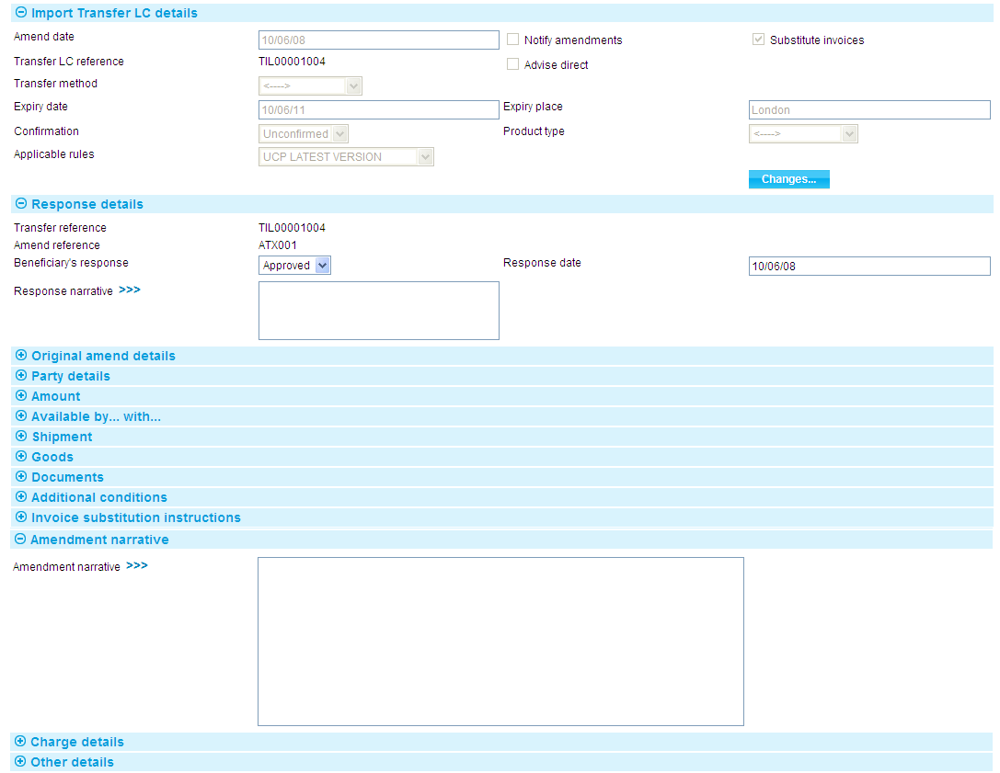 Import Transfer LC details
Amend date 10/06/08 Notify amendments Substitute invoices
Transfer LC reference TIL00001004 Advise direct
Transfer method <---->
Expiry date 10/06/11 Expiry place London
Confirmation Unconfirmed Product type <---->
Applicable rules UCP LATEST VERSION
Changes...
Response details
Transfer reference TIL00001004
Amend reference ATX001
Beneficiary's response Approved Response date 10/06/08
Response narrative >>>
Original amend details
Party details
Amount
Available by... with...
Shipment
Goods
Documents
Additional conditions
Invoice substitution instructions
Amendment narrative
Amendment narrative >>>
Charge details
Other details